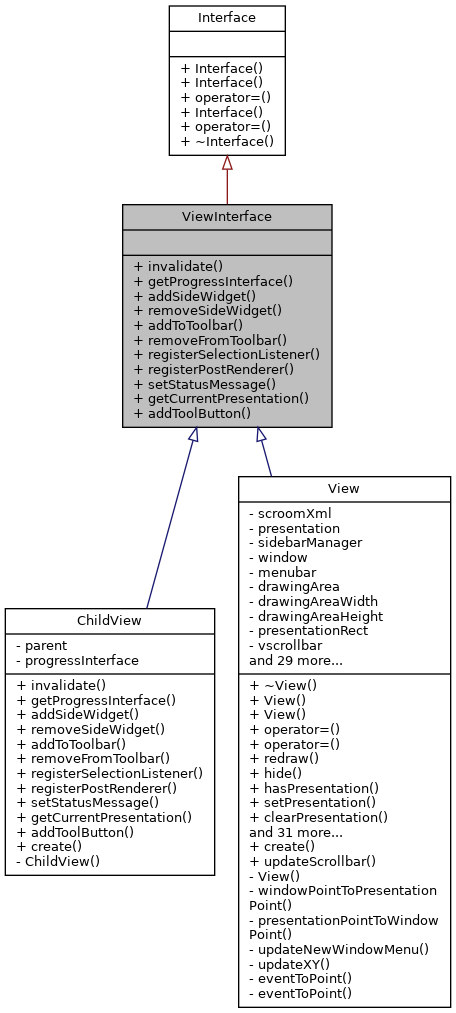 Interface
+ Interface()
+ Interface()
+ operator=()
+ Interface()
+ operator=()
+ ~Interface()
ViewInterface
+ invalidate()
+ getProgressInterface()
+ addSideWidget()
+ removeSideWidget()
+ addToToolbar()
+ removeFromToolbar()
+ registerSelectionListener()
+ registerPostRenderer()
+ setStatusMessage()
+ getCurrentPresentation()
+ addToolButton()
ChildView
- parent
- progressInterface
+ invalidate()
+ getProgressInterface()
+ addSideWidget()
+ removeSideWidget()
+ addToToolbar()
+ removeFromToolbar()
+ registerSelectionListener()
+ registerPostRenderer()
+ setStatusMessage()
+ getCurrentPresentation()
+ addToolButton()
+ create()
- ChildView()
View
- scroomXml
- presentation
- sidebarManager
- window
- menubar
- drawingArea
- drawingAreaWidth
- drawingAreaHeight
- presentationRect
- vscrollbar
and 29 more...
+ ~View()
+ View()
+ View()
+ operator=()
+ operator=()
+ redraw()
+ hide()
+ hasPresentation()
+ setPresentation()
+ clearPresentation()
and 31 more...
+ create()
+ updateScrollbar()
- View()
- windowPointToPresentation
Point()
- presentationPointToWindow
Point()
- updateNewWindowMenu()
- updateXY()
- eventToPoint()
- eventToPoint()